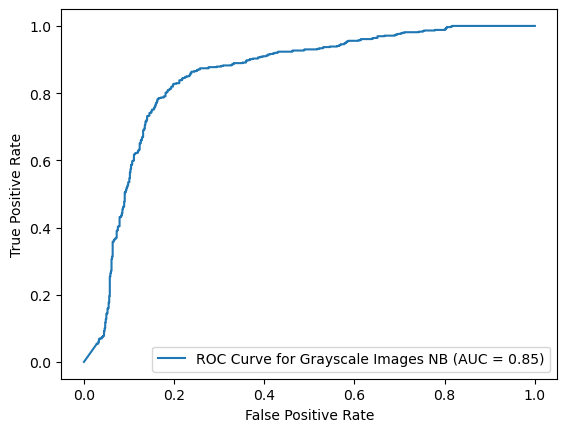 1.0
0.8
0.6
0.4
0.2
0.0
True Positive Rate
ROC Curve for Grayscale Images NB (AUC = 0.85)
0.0 0.2 0.4 0.6 0.8 1.0
False Positive Rate